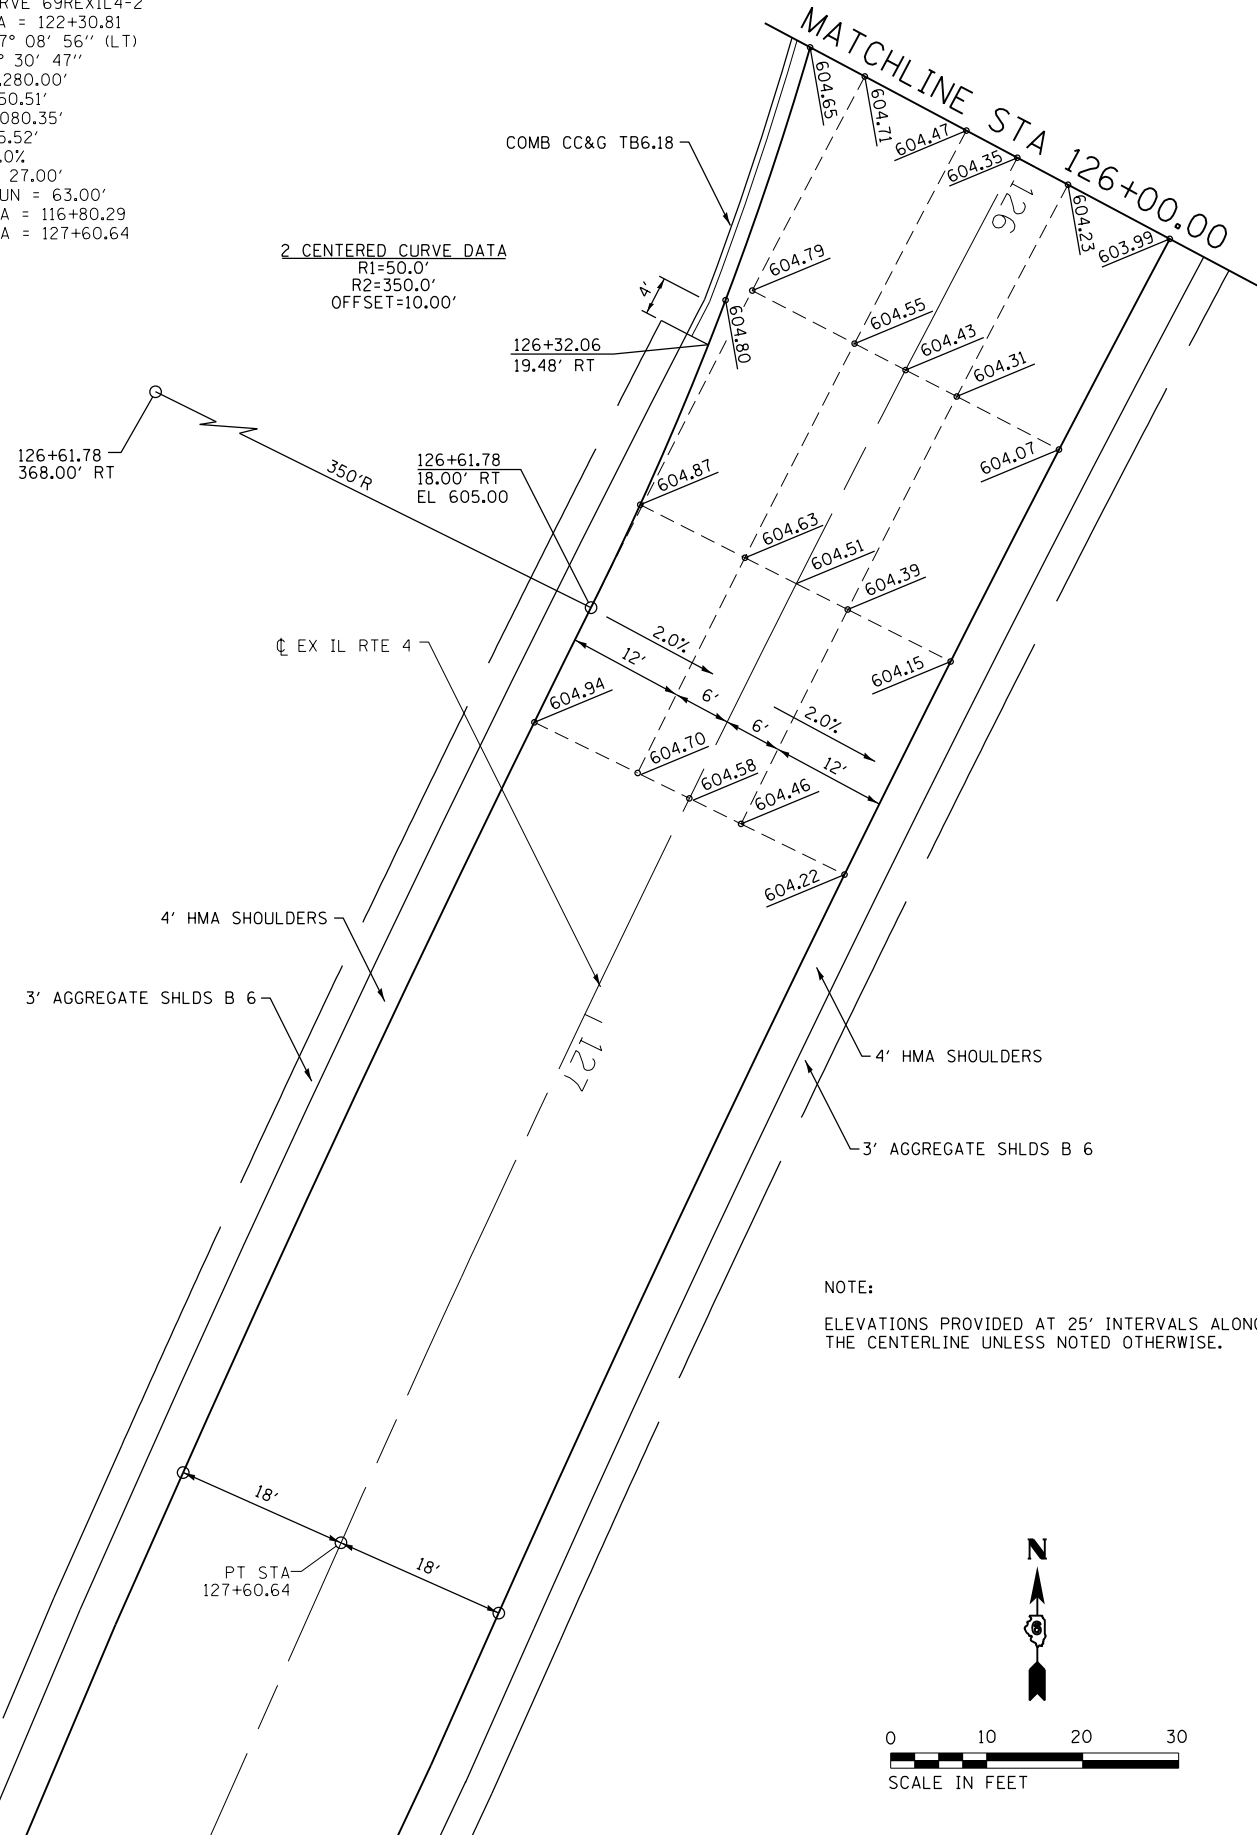 RVE 69REXIL4-2
A = 122+30.81
7° 08' 56'' (LT)
° 30' 47''
,280.00'
50.51'
080.35'
5.52'
.0%
27.00'
UN = 63.00'
A = 116+80.29
A = 127+60.64
MATCHLINE STA 126+00.00
604.65
604.71
604.47
604.35
604.23
603.99
COMB CC&G TB6.18
126
2 CENTERED CURVE DATA
R1=50.0'
R2=350.0'
OFFSET=10.00'
4'
604.79
604.80
604.55
604.43
604.31
604.07
126+32.06
19.48' RT
126+61.78
368.00' RT
350'R
126+61.78
18.00' RT
EL 605.00
604.87
604.63
604.51
604.39
604.15
℄ EX IL RTE 4
2.0%
12'
6'
6'
12'
2.0%
604.94
604.70
604.58
604.46
604.22
4' HMA SHOULDERS
3' AGGREGATE SHLDS B 6
127
4' HMA SHOULDERS
3' AGGREGATE SHLDS B 6
NOTE:
ELEVATIONS PROVIDED AT 25' INTERVALS ALONG
THE CENTERLINE UNLESS NOTED OTHERWISE.
18'
18'
PT STA
127+60.64
N
6
0 10 20 30
SCALE IN FEET